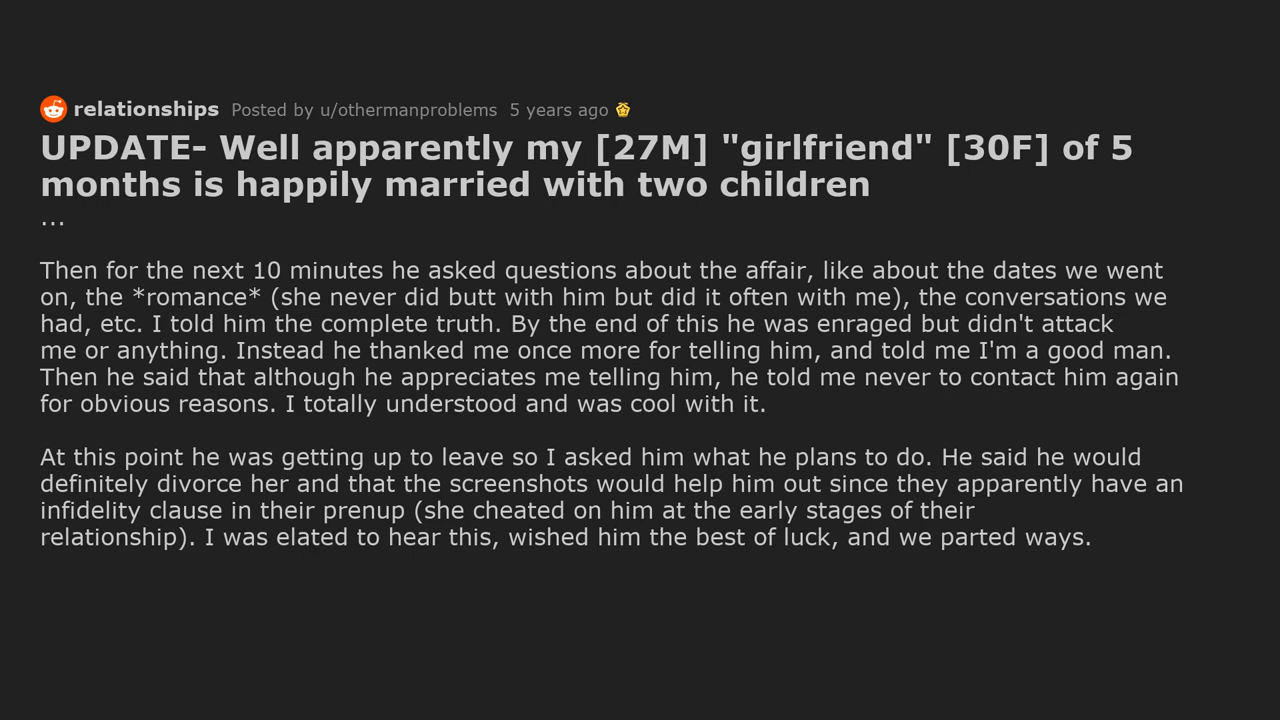 relationships Posted by u/othermanproblems 5 years ago
UPDATE- Well apparently my [27M] "girlfriend" [30F] of 5
months is happily married with two children
...
Then for the next 10 minutes he asked questions about the affair, like about the dates we went
on, the *romance* (she never did butt with him but did it often with me), the conversations we
had, etc. I told him the complete truth. By the end of this he was enraged but didn't attack
me or anything. Instead he thanked me once more for telling him, and told me I'm a good man.
Then he said that although he appreciates me telling him, he told me never to contact him again
for obvious reasons. I totally understood and was cool with it.
At this point he was getting up to leave so I asked him what he plans to do. He said he would
definitely divorce her and that the screenshots would help him out since they apparently have an
infidelity clause in their prenup (she cheated on him at the early stages of their
relationship). I was elated to hear this, wished him the best of luck, and we parted ways.